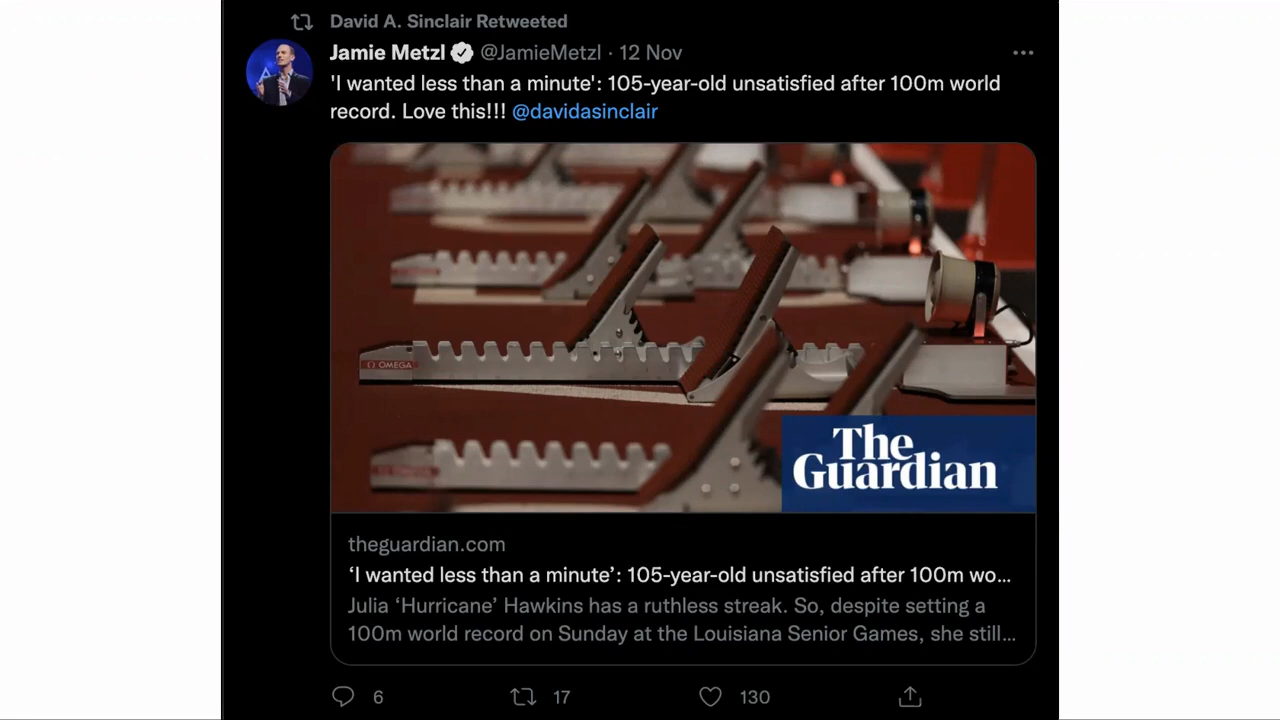 David A. Sinclair Retweeted
Jamie Metzl @JamieMetzl · 12 Nov
'I wanted less than a minute': 105-year-old unsatisfied after 100m world
record. Love this!!! @davidasinclair
Ω OMEGA
The
Guardian
theguardian.com
‘I wanted less than a minute’: 105-year-old unsatisfied after 100m wo...
Julia ‘Hurricane’ Hawkins has a ruthless streak. So, despite setting a
100m world record on Sunday at the Louisiana Senior Games, she still...
6 17 130